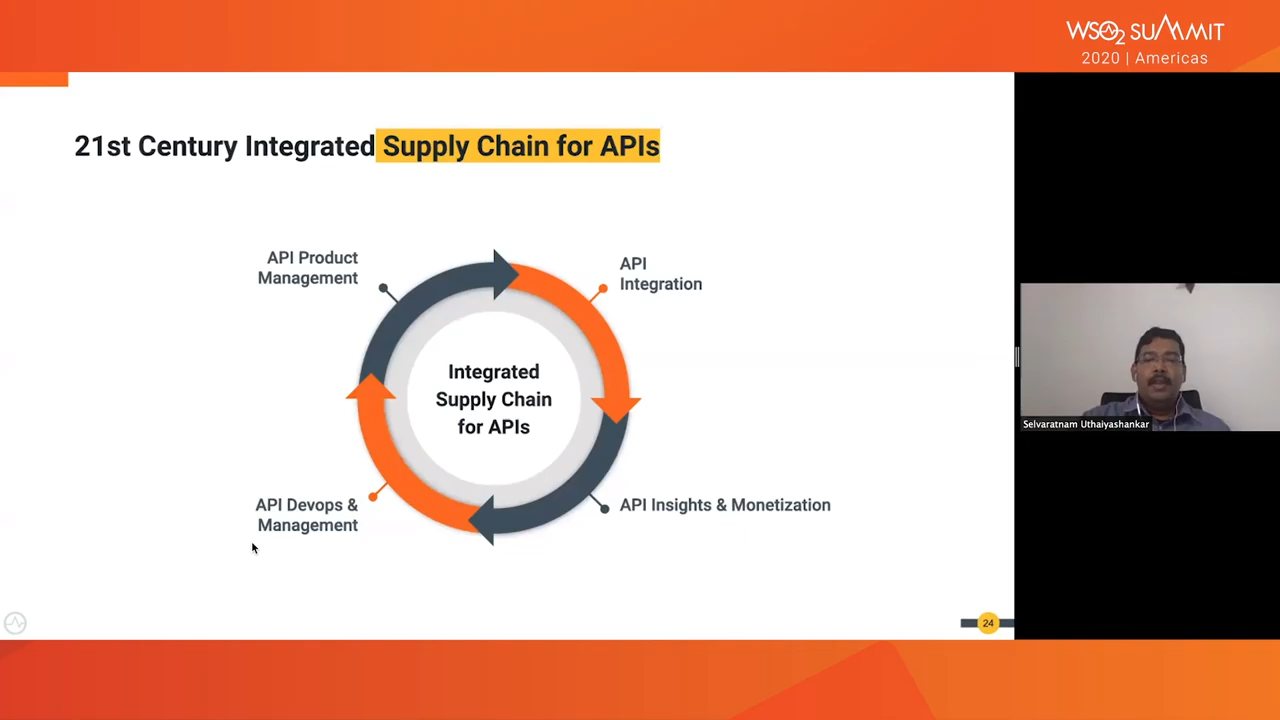 WSO2 SUMMIT
2020 | Americas
21st Century Integrated Supply Chain for APIs
API Product
Management
API
Integration
Integrated
Supply Chain
for APIs
API Devops &
Management
API Insights & Monetization
Selvaratnam Uthaiyashankar
24